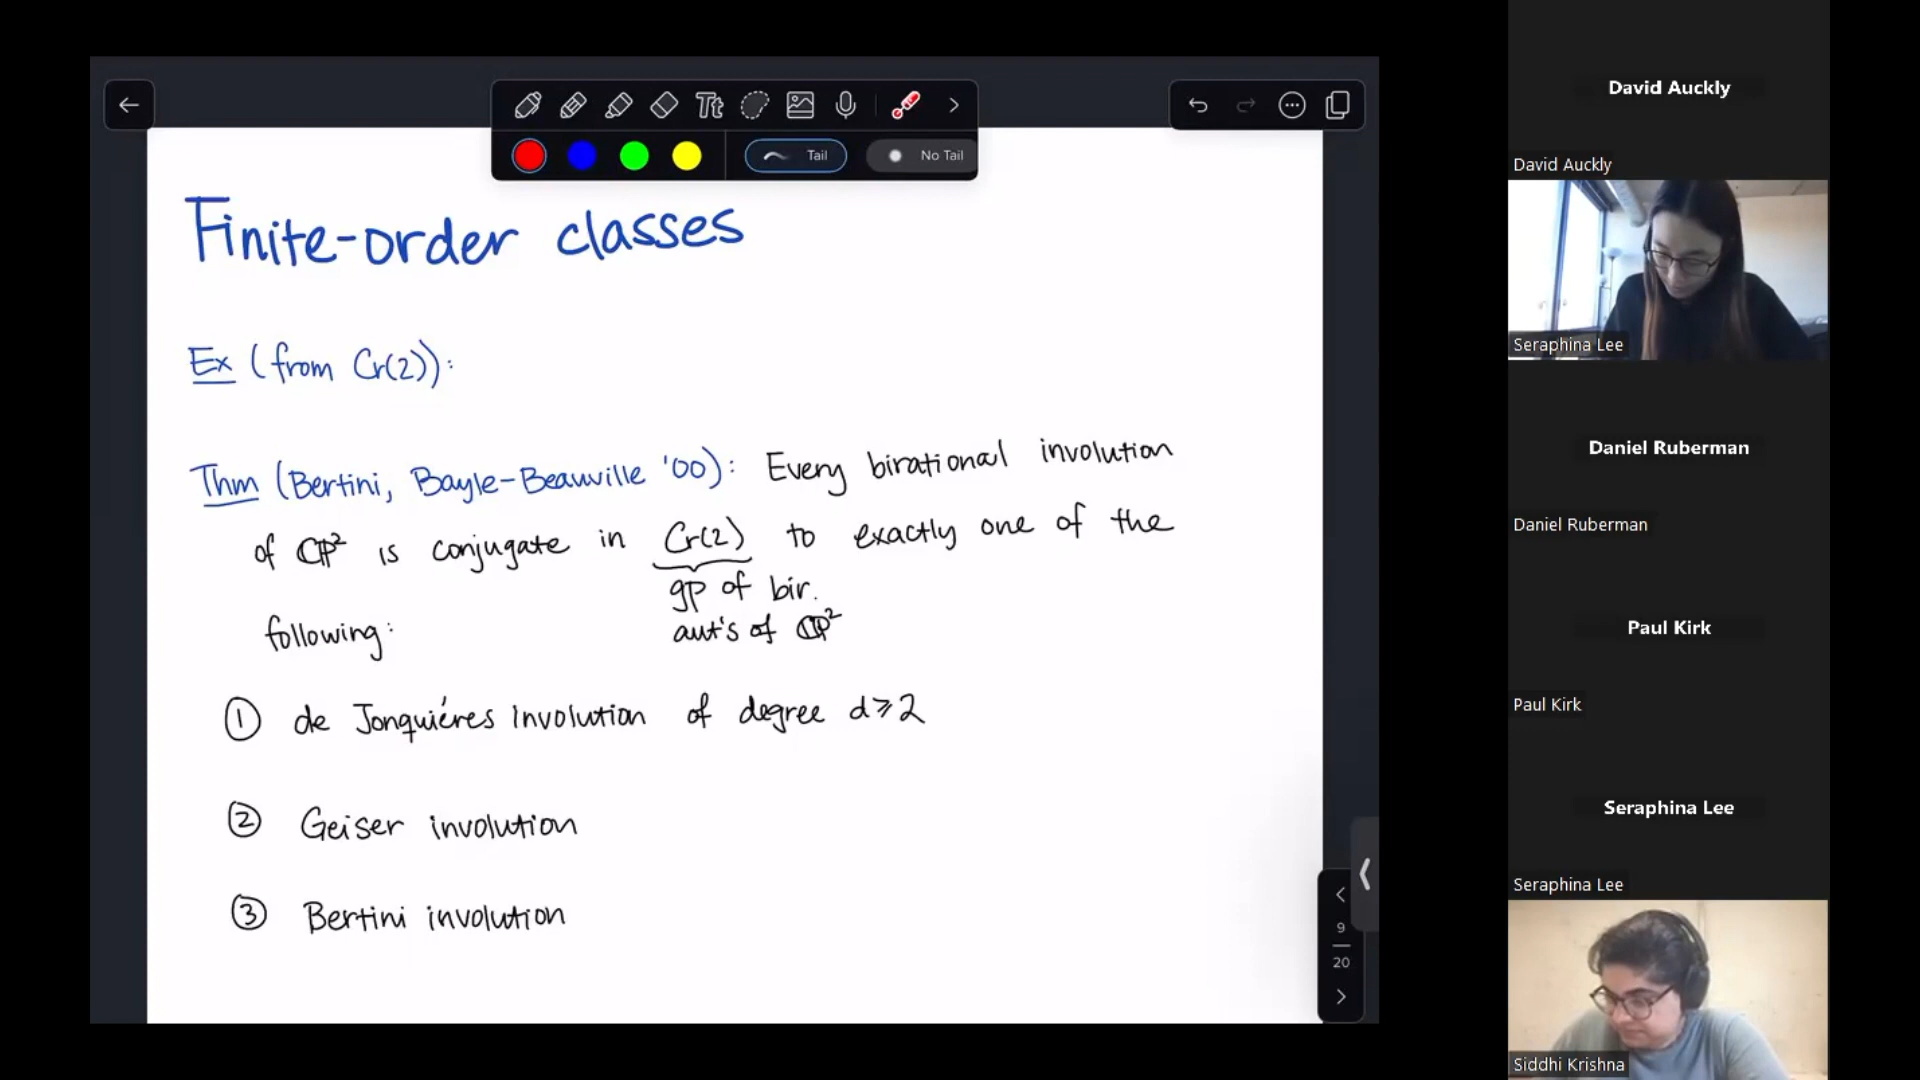 Tt
Tail
No Tail
Finite-order classes
Ex (from Cr(2)):
Thm (Bertini, Bayle-Beauville '00): Every birational involution
of ℂP² is conjugate in Cr(2) to exactly one of the
gp of bir.
aut's of ℂP²
following:
① de Jonquiéres involution of degree d≥2
② Geiser involution
③ Bertini involution
9
20
David Auckly
David Auckly
Seraphina Lee
Daniel Ruberman
Daniel Ruberman
Paul Kirk
Paul Kirk
Seraphina Lee
Seraphina Lee
Siddhi Krishna